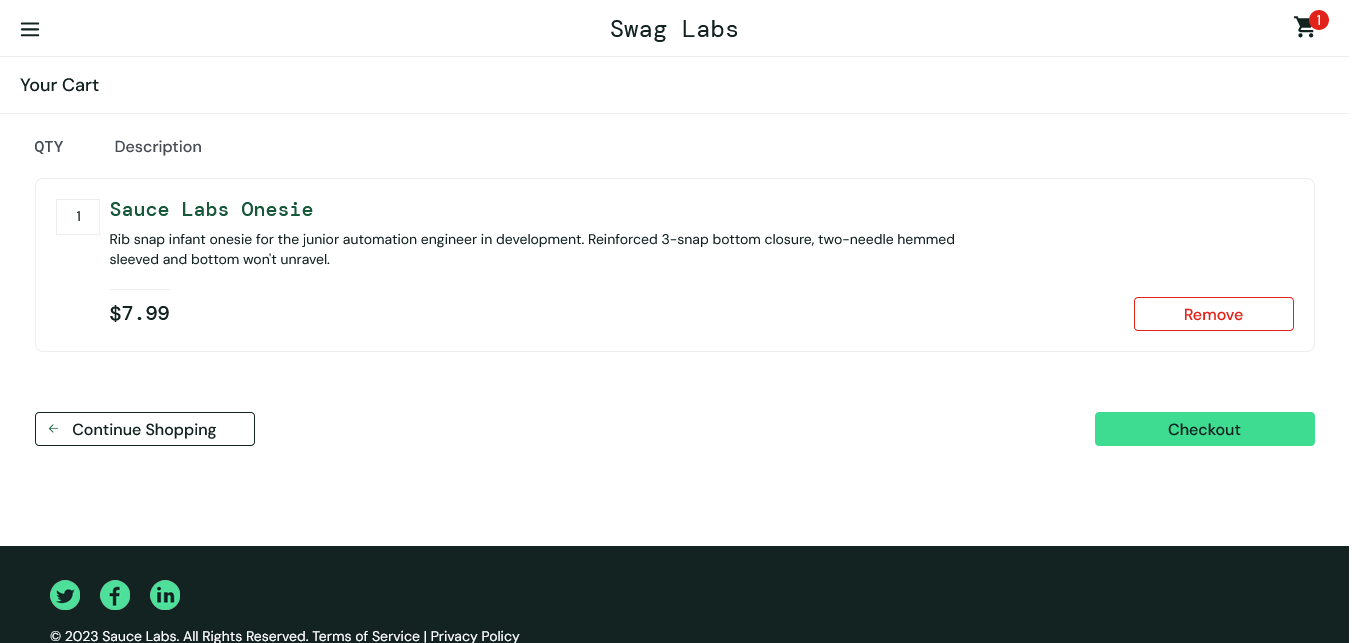 Swag Labs
1
Your Cart
QTY Description
1
Sauce Labs Onesie
Rib snap infant onesie for the junior automation engineer in development. Reinforced 3-snap bottom closure, two-needle hemmed
sleeved and bottom won't unravel.
$7.99
Remove
Continue Shopping
Checkout
© 2023 Sauce Labs. All Rights Reserved. Terms of Service | Privacy Policy